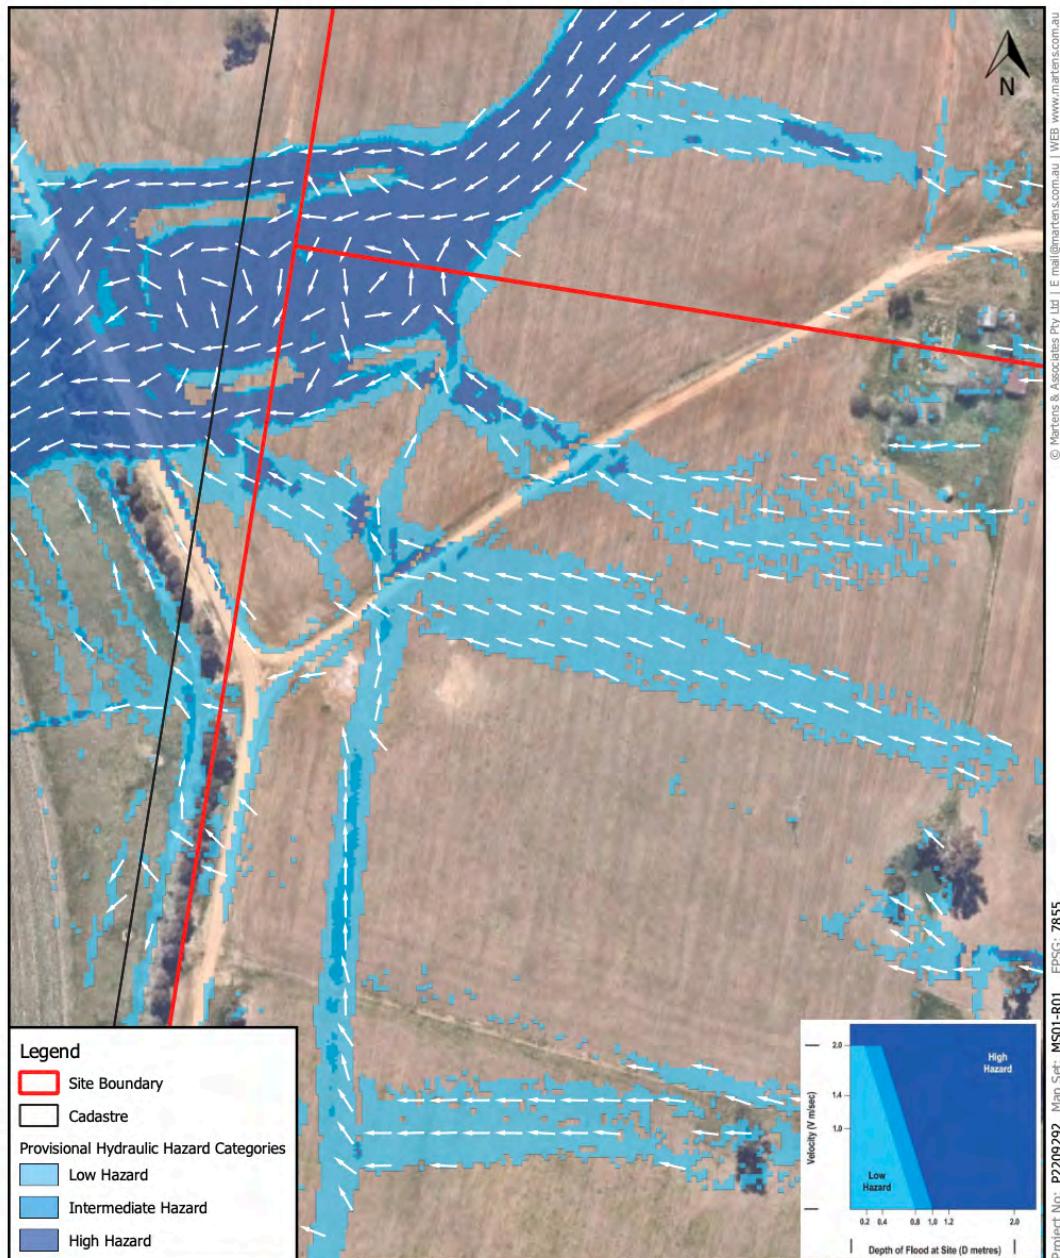 N
© Martens & Associates Pty Ltd | E mail@martens.com.au | WEB www.martens.com.au
Project No: P2209292 Map Set: MS01-R01 EPSG: 7855
Legend
Site Boundary
Cadastre
Provisional Hydraulic Hazard Categories
Low Hazard
Intermediate Hazard
High Hazard
2.0
High
Hazard
1.4
1.0
Velocity (V m/sec)
Low
Hazard
0.2 0.4 0.8 1.0 1.2 2.0
Depth of Flood at Site (D metres)